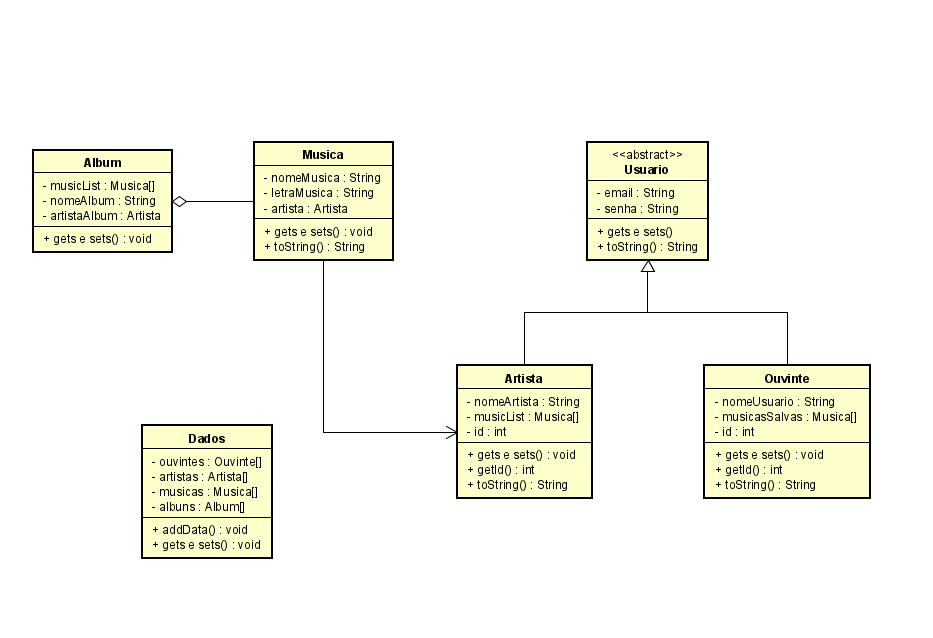 Album
- musicList : Musica[]
- nomeAlbum : String
- artistaAlbum : Artista
+ gets e sets() : void
Musica
- nomeMusica : String
- letraMusica : String
- artista : Artista
+ gets e sets() : void
+ toString() : String
<<abstract>>
Usuario
- email : String
- senha : String
+ gets e sets()
+ toString() : String
Artista
- nomeArtista : String
- musicList : Musica[]
- id : int
+ gets e sets() : void
+ getId() : int
+ toString() : String
Ouvinte
- nomeUsuario : String
- musicasSalvas : Musica[]
- id : int
+ gets e sets() : void
+ getId() : int
+ toString() : String
Dados
- ouvintes : Ouvinte[]
- artistas : Artista[]
- musicas : Musica[]
- albuns : Album[]
+ addData() : void
+ gets e sets() : void